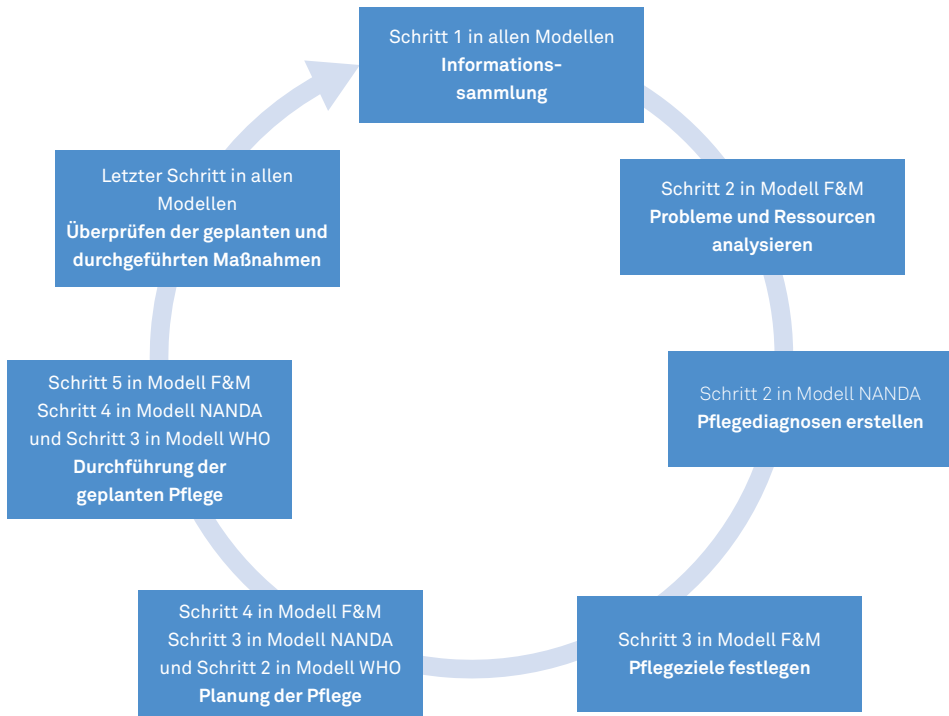 Schritt 1 in allen Modellen
Informations-
sammlung
Schritt 2 in Modell F&M
Probleme und Ressourcen
analysieren
Schritt 2 in Modell NANDA
Pflegediagnosen erstellen
Schritt 3 in Modell F&M
Pflegeziele festlegen
Schritt 4 in Modell F&M
Schritt 3 in Modell NANDA
und Schritt 2 in Modell WHO
Planung der Pflege
Schritt 5 in Modell F&M
Schritt 4 in Modell NANDA
und Schritt 3 in Modell WHO
Durchführung der
geplanten Pflege
Letzter Schritt in allen
Modellen
Überprüfen der geplanten und
durchgeführten Maßnahmen